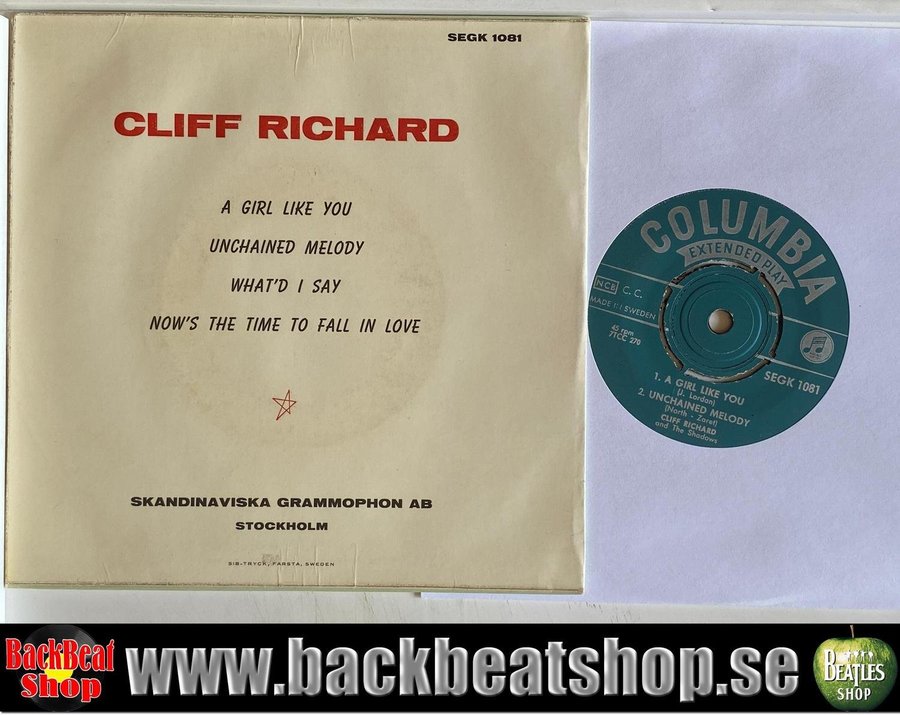 SEGK 1081
CLIFF RICHARD
A GIRL LIKE YOU
UNCHAINED MELODY
WHAT'D I SAY
NOW'S THE TIME TO FALL IN LOVE
SKANDINAVISKA GRAMMOPHON AB
STOCKHOLM
SIB-TRYCK, FARSTA, SWEDEN
COLUMBIA
EXTENDED PLAY
NCB C.C.
MADE IN SWEDEN
45 rpm
7TCC 270
SEGK 1081
1. A GIRL LIKE YOU
(J. Lordan)
2. UNCHAINED MELODY
(North - Zaret)
CLIFF RICHARD
and The Shadows
BackBeat
Shop
www.backbeatshop.se
BEATLES
SHOP